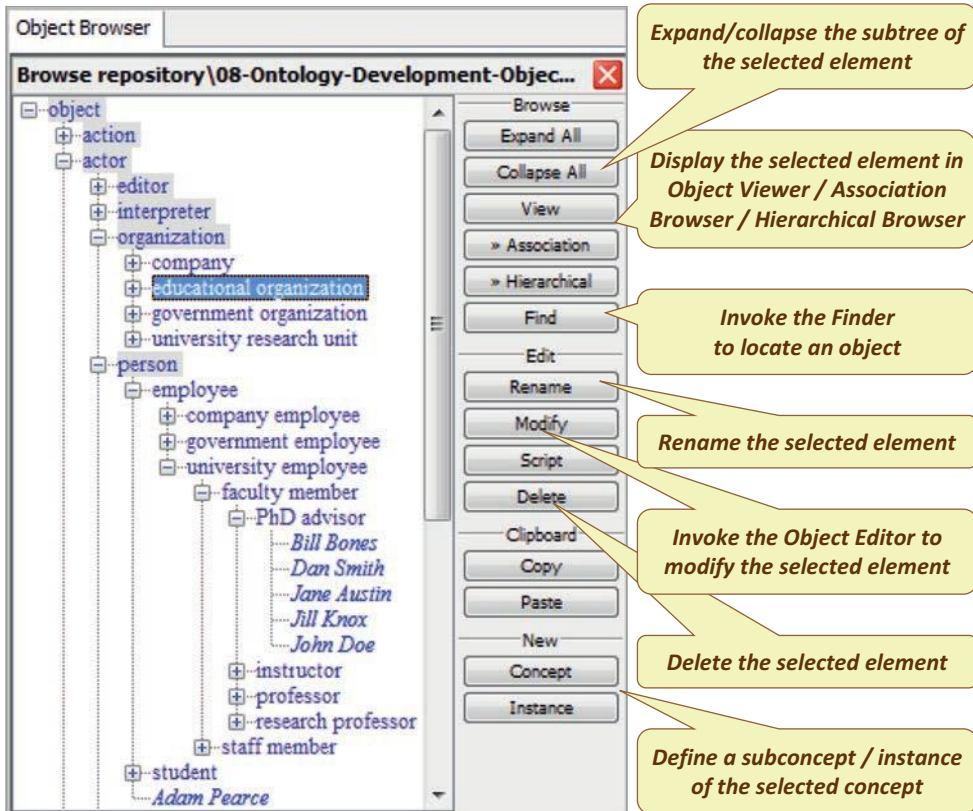 Object Browser
Browse repository\08-Ontology-Development-Objec...
object
action
actor
editor
interpreter
organization
company
educational organization
government organization
university research unit
person
employee
company employee
government employee
university employee
faculty member
PhD advisor
Bill Bones
Dan Smith
Jane Austin
Jill Knox
John Doe
instructor
professor
research professor
staff member
student
Adam Pearce
Browse
Expand All
Collapse All
View
» Association
» Hierarchical
Find
Edit
Rename
Modify
Script
Delete
Clipboard
Copy
Paste
New
Concept
Instance
Expand/collapse the subtree of
the selected element
Display the selected element in
Object Viewer / Association
Browser / Hierarchical Browser
Invoke the Finder
to locate an object
Rename the selected element
Invoke the Object Editor to
modify the selected element
Delete the selected element
Define a subconcept / instance
of the selected concept